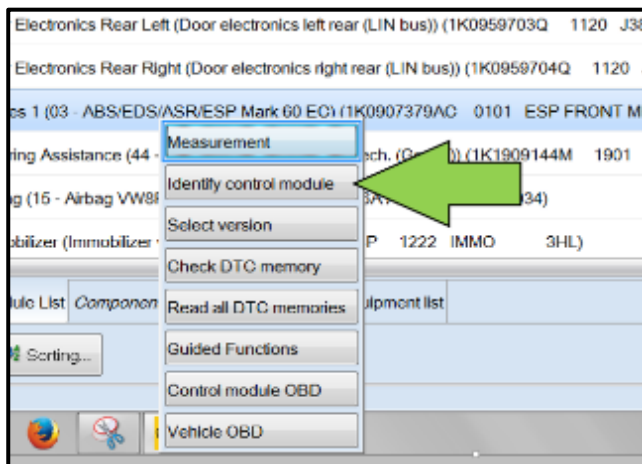 Electronics Rear Left (Door electronics left rear (LIN bus)) (1K0959703Q 1120 J38
Electronics Rear Right (Door electronics right rear (LIN bus)) (1K0959704Q 1120
cs 1 (03 - ABS/EDS/ASR/ESP Mark 60 EC) (1K0907379AC 0101 ESP FRONT M
Measurement
ring Assistance (44 - ech. (Ge )) (1K1909144M 1901
Identify control module
g (15 - Airbag VW8 34)
Select version
obilizer (Immobilizer P 1222 IMMO 3HL)
Check DTC memory
ule List Componen uipment list
Read all DTC memories
Sorting...
Guided Functions
Control module OBD
Vehicle OBD